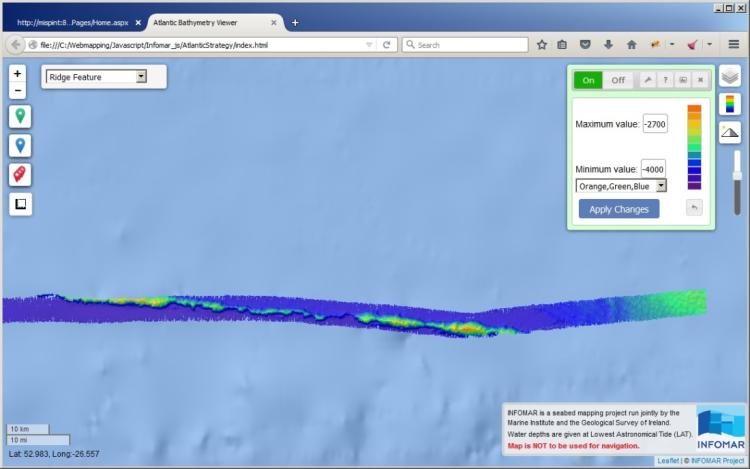 http://mispint:8...Pages/Home.aspx
Atlantic Bathymetry Viewer
file:///C:/Webmapping/Javascript/Infomar_js/AtlanticStrategy/index.html
Search
+
−
Ridge Feature
On
Off
?
Maximum value: -2700
Minimum value: -4000
Orange,Green,Blue
Apply Changes
10 km
10 mi
Lat: 52.983, Long:-26.557
INFOMAR is a seabed mapping project run jointly by the
Marine Institute and the Geological Survey of Ireland.
Water depths are given at Lowest Astronomical Tide (LAT).
Map is NOT to be used for navigation.
INFOMAR
Leaflet | © INFOMAR Project